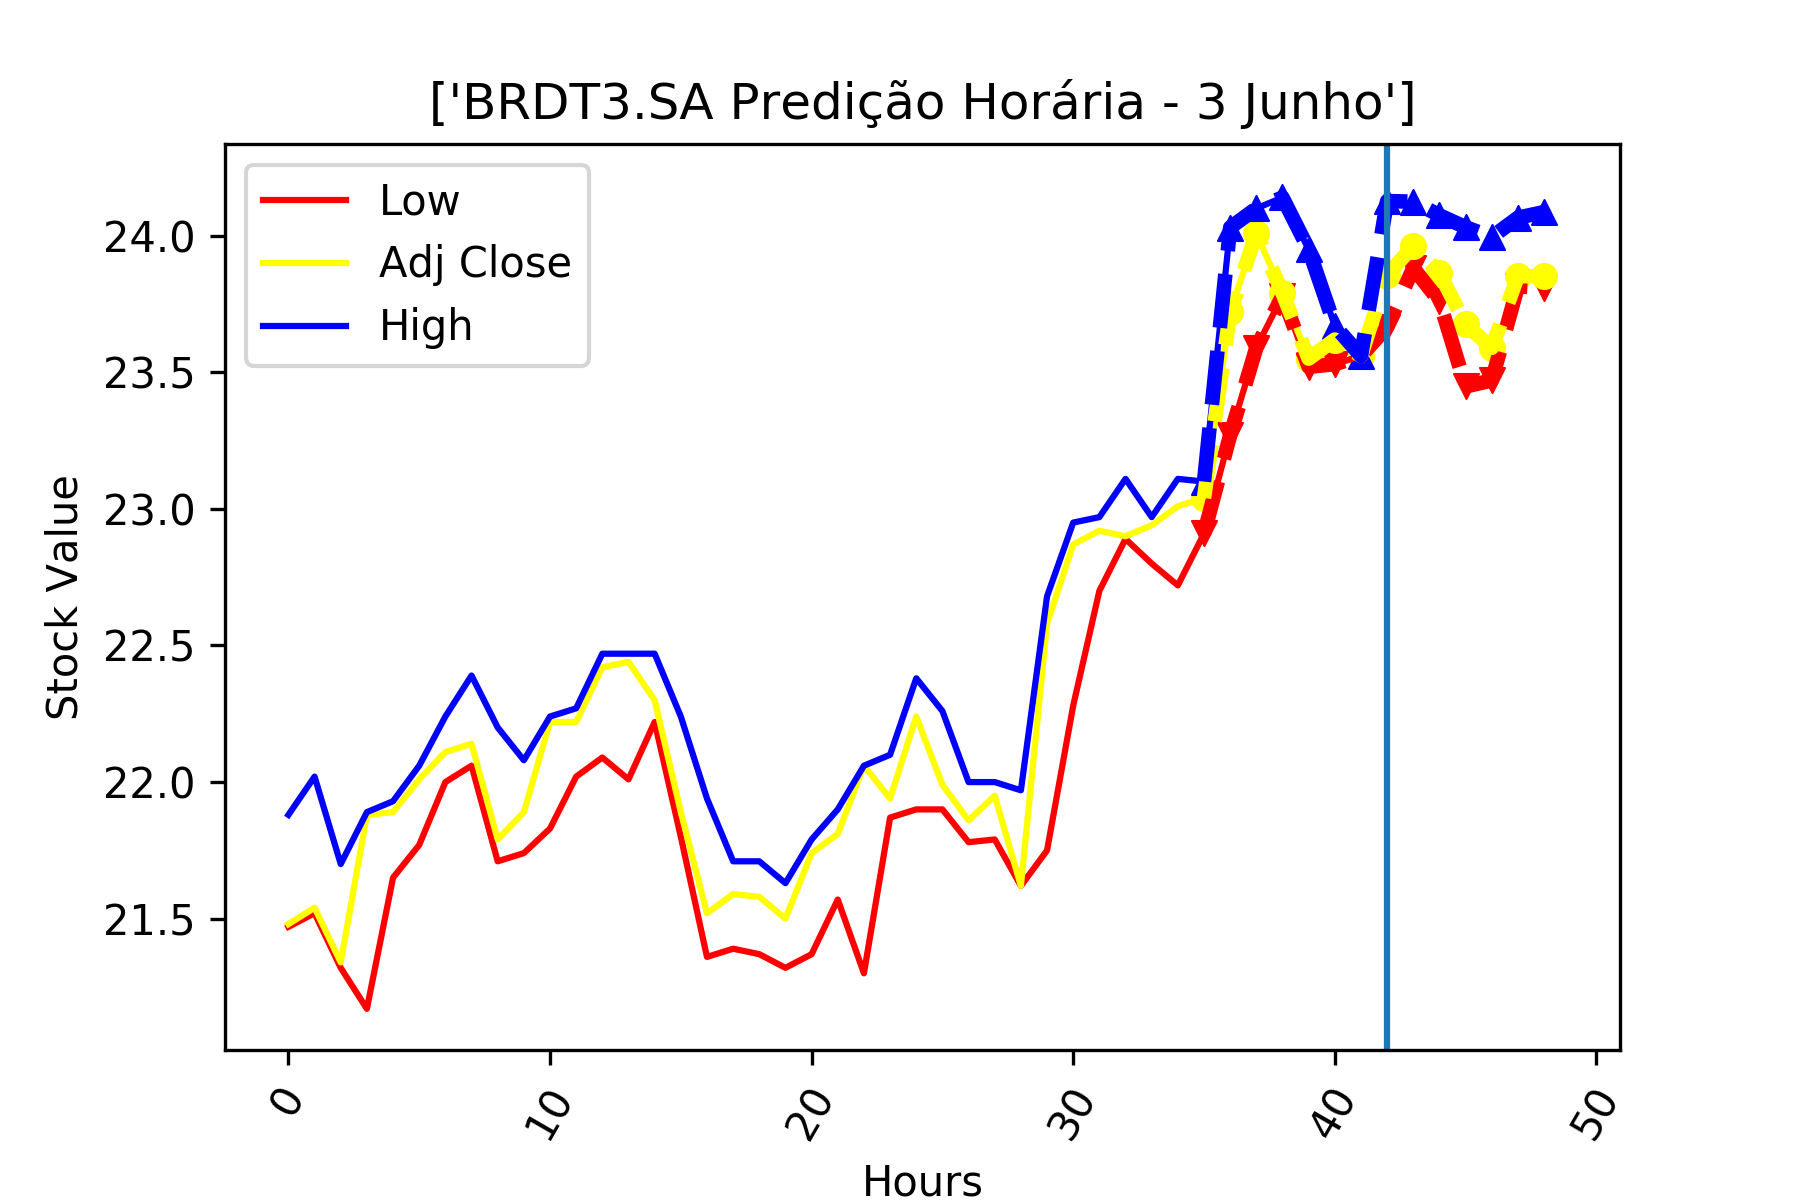 ['BRDT3.SA Predição Horária - 3 Junho']
Low
Adj Close
High
24.0
23.5
23.0
22.5
22.0
21.5
Stock Value
0
10
20
30
40
50
Hours